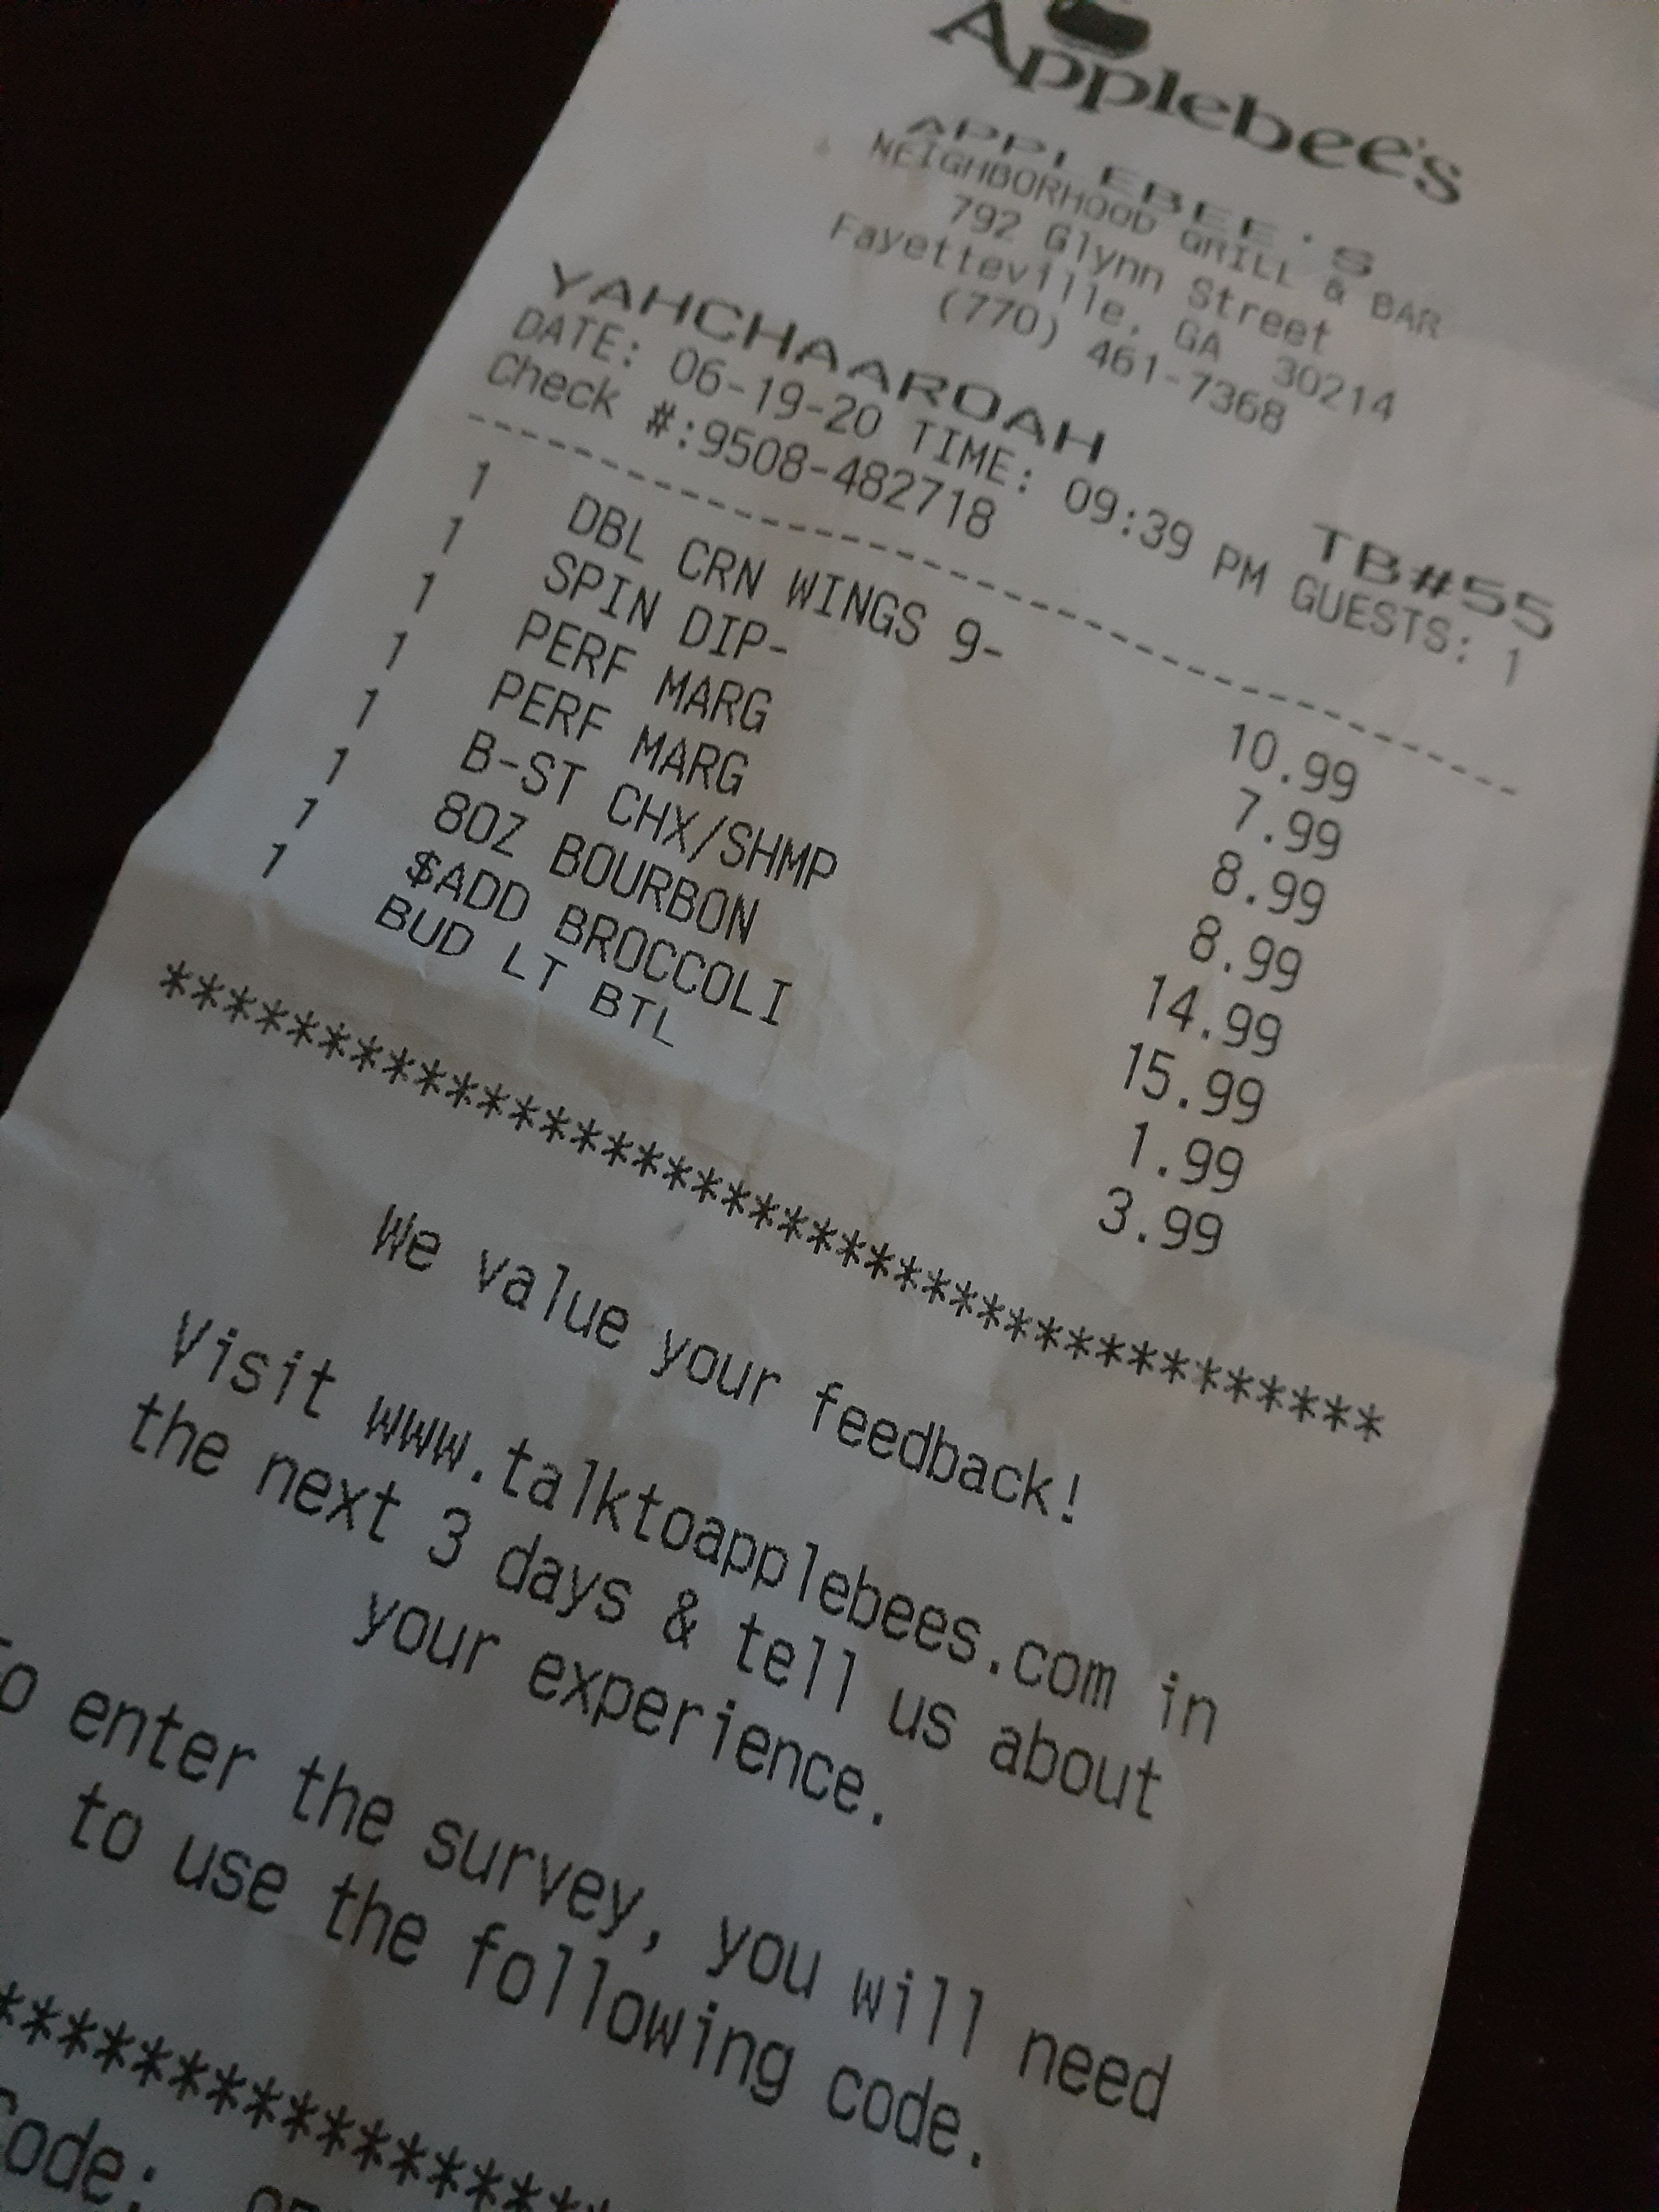 Applebee's
APPLEBEE'S
NEIGHBORHOOD GRILL & BAR
792 Glynn Street
Fayetteville, GA 30214
(770) 461-7368
YAHCHAAROAH TB#55
DATE: 06-19-20 TIME: 09:39 PM GUESTS: 1
Check #:9508-482718
--------------------------------------
1 DBL CRN WINGS 9- 10.99
1 SPIN DIP- 7.99
1 PERF MARG 8.99
1 PERF MARG 8.99
1 B-ST CHX/SHMP 14.99
1 8OZ BOURBON 15.99
1 $ADD BROCCOLI 1.99
1 BUD LT BTL 3.99
****************************************
We value your feedback!
Visit www.talktoapplebees.com in
the next 3 days & tell us about
your experience.
To enter the survey, you will need
to use the following code.
**********************
Code: